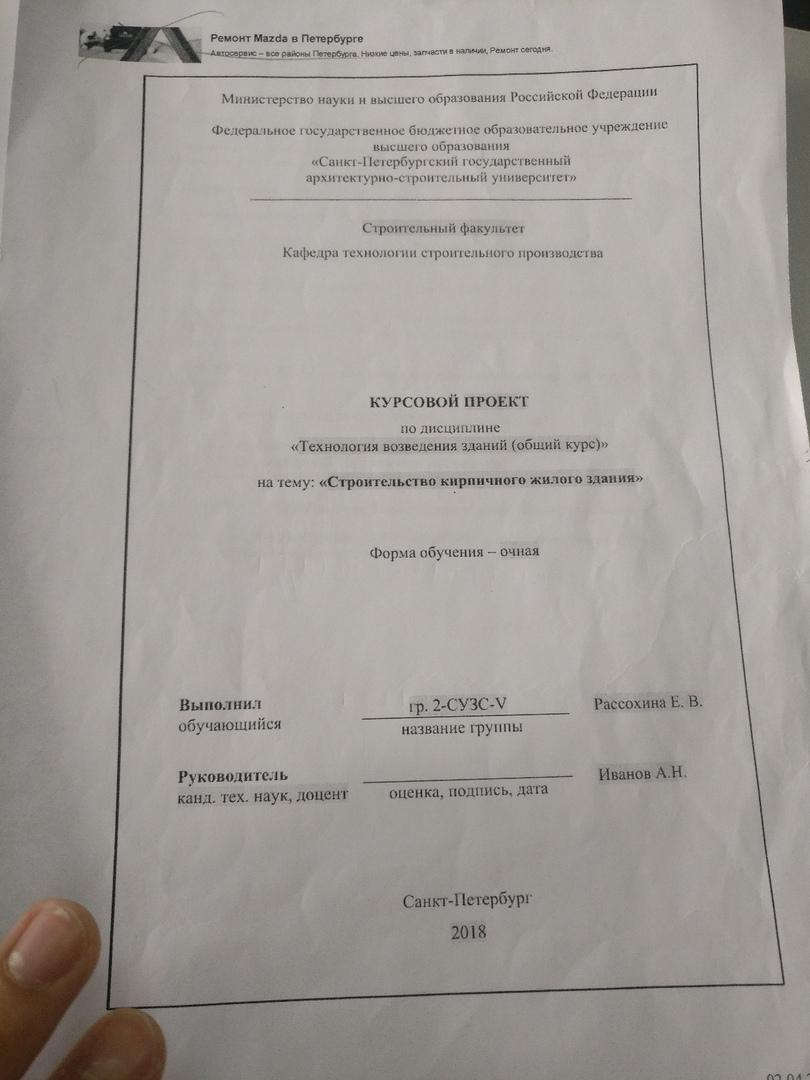 Ремонт Mazda в Петербурге
Автосервис – все районы Петербурга. Низкие цены, запчасти в наличии, Ремонт сегодня.
Министерство науки и высшего образования Российской Федерации
Федеральное государственное бюджетное образовательное учреждение
высшего образования
«Санкт-Петербургский государственный
архитектурно-строительный университет»
Строительный факультет
Кафедра технологии строительного производства
КУРСОВОЙ ПРОЕКТ
по дисциплине
«Технология возведения зданий (общий курс)»
на тему: «Строительство кирпичного жилого здания»
Форма обучения – очная
Выполнил гр. 2-СУЗС-V Рассохина Е. В.
обучающийся название группы
Руководитель Иванов А.Н.
канд. тех. наук, доцент оценка, подпись, дата
Санкт-Петербург
2018